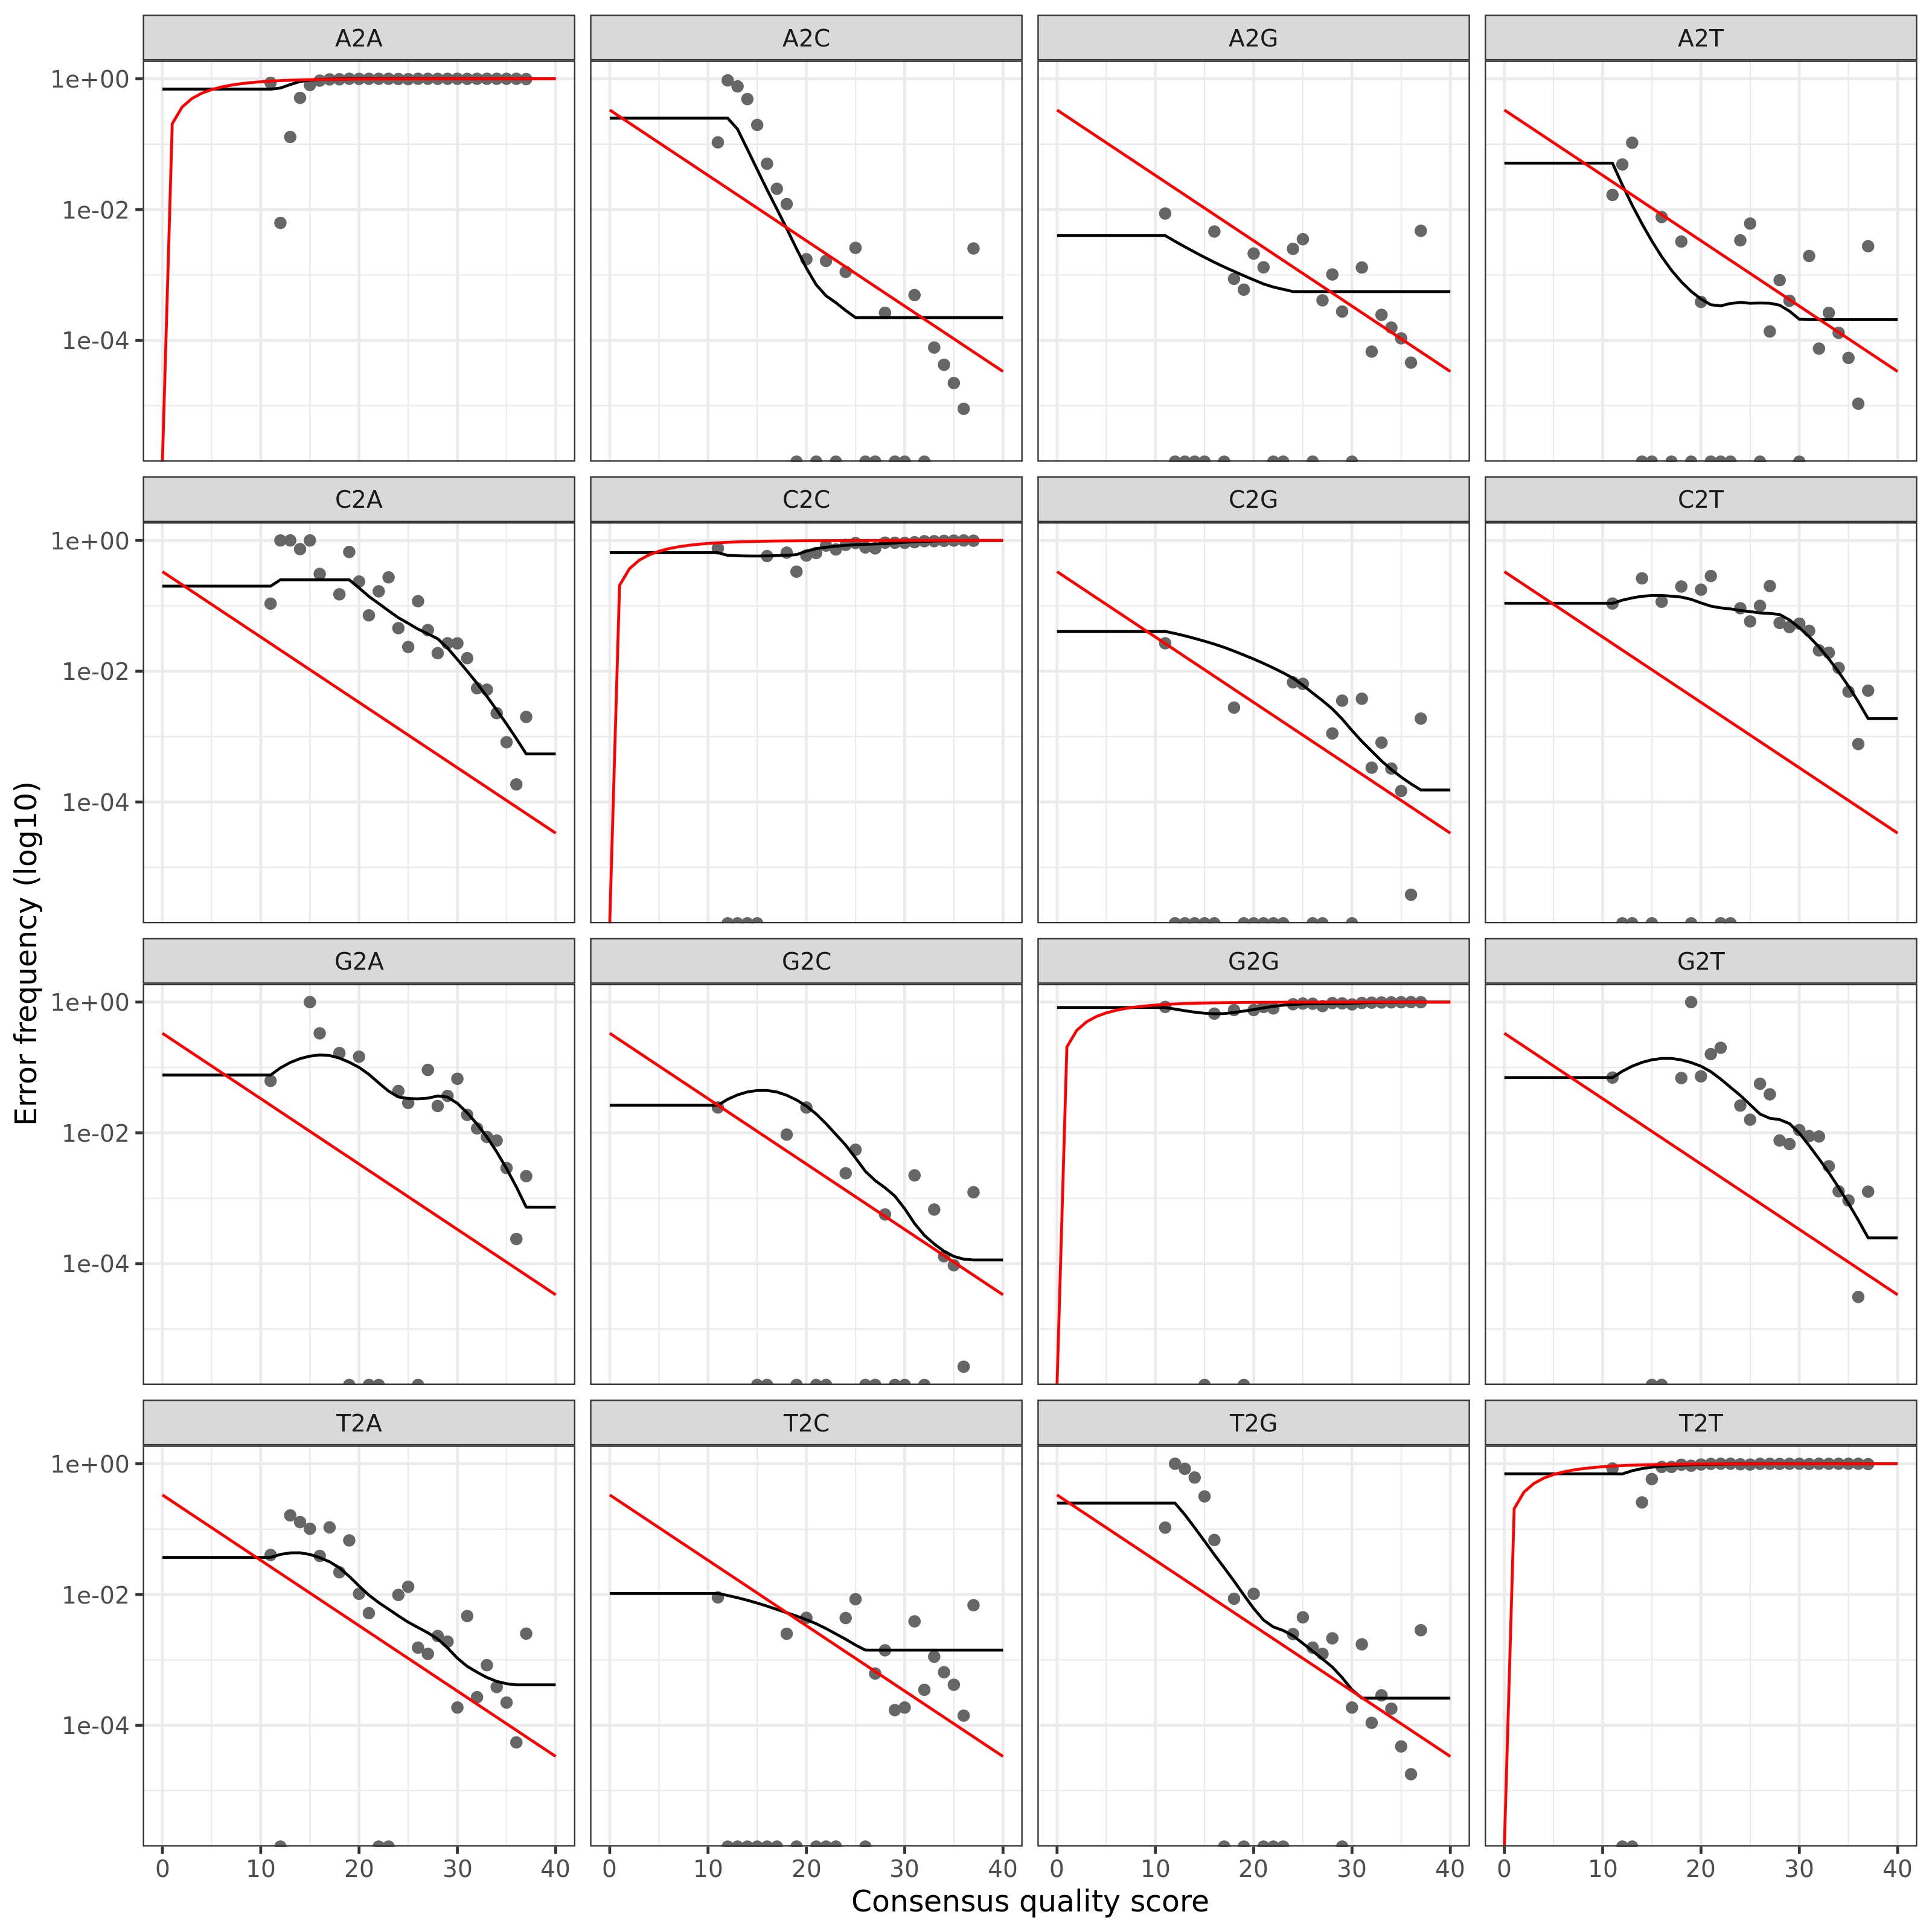 A2A A2C A2G A2T
1e+00
1e-02
1e-04
C2A C2C C2G C2T
1e+00
1e-02
1e-04
Error frequency (log10)
G2A G2C G2G G2T
1e+00
1e-02
1e-04
T2A T2C T2G T2T
1e+00
1e-02
1e-04
0 10 20 30 40 0 10 20 30 40 0 10 20 30 40 0 10 20 30 40
Consensus quality score